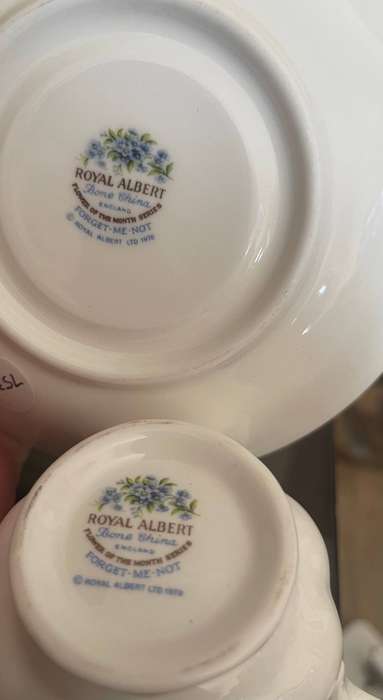 ROYAL ALBERT
Bone China
ENGLAND
FLOWER OF THE MONTH SERIES
FORGET-ME-NOT
© ROYAL ALBERT LTD 1970
SL
ROYAL ALBERT
Bone China
ENGLAND
FLOWER OF THE MONTH SERIES
FORGET-ME-NOT
© ROYAL ALBERT LTD 1970